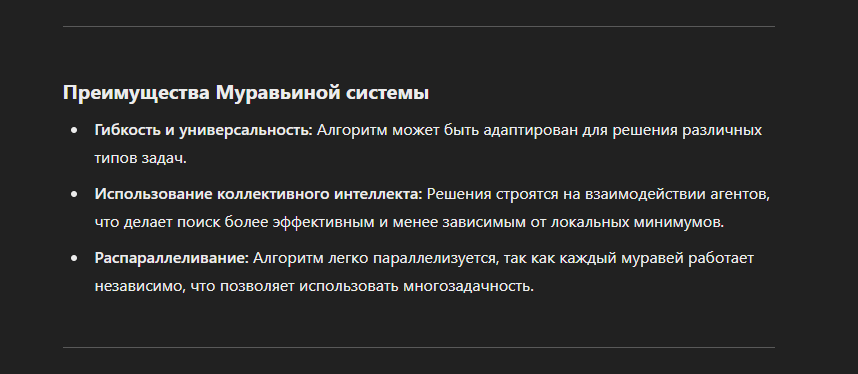 Преимущества Муравьиной системы
• Гибкость и универсальность: Алгоритм может быть адаптирован для решения различных
типов задач.
• Использование коллективного интеллекта: Решения строятся на взаимодействии агентов,
что делает поиск более эффективным и менее зависимым от локальных минимумов.
• Распараллеливание: Алгоритм легко параллелизуется, так как каждый муравей работает
независимо, что позволяет использовать многозадачность.